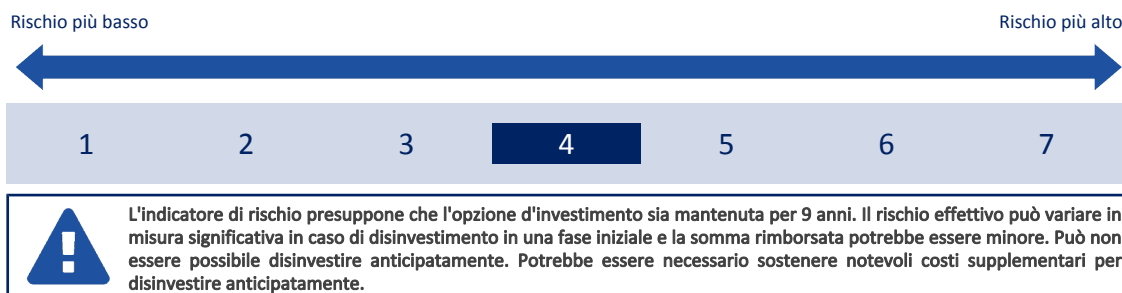 Rischio più basso Rischio più alto
1 2 3 4 5 6 7
L'indicatore di rischio presuppone che l'opzione d'investimento sia mantenuta per 9 anni. Il rischio effettivo può variare in
misura significativa in caso di disinvestimento in una fase iniziale e la somma rimborsata potrebbe essere minore. Può non
essere possibile disinvestire anticipatamente. Potrebbe essere necessario sostenere notevoli costi supplementari per
disinvestire anticipatamente.